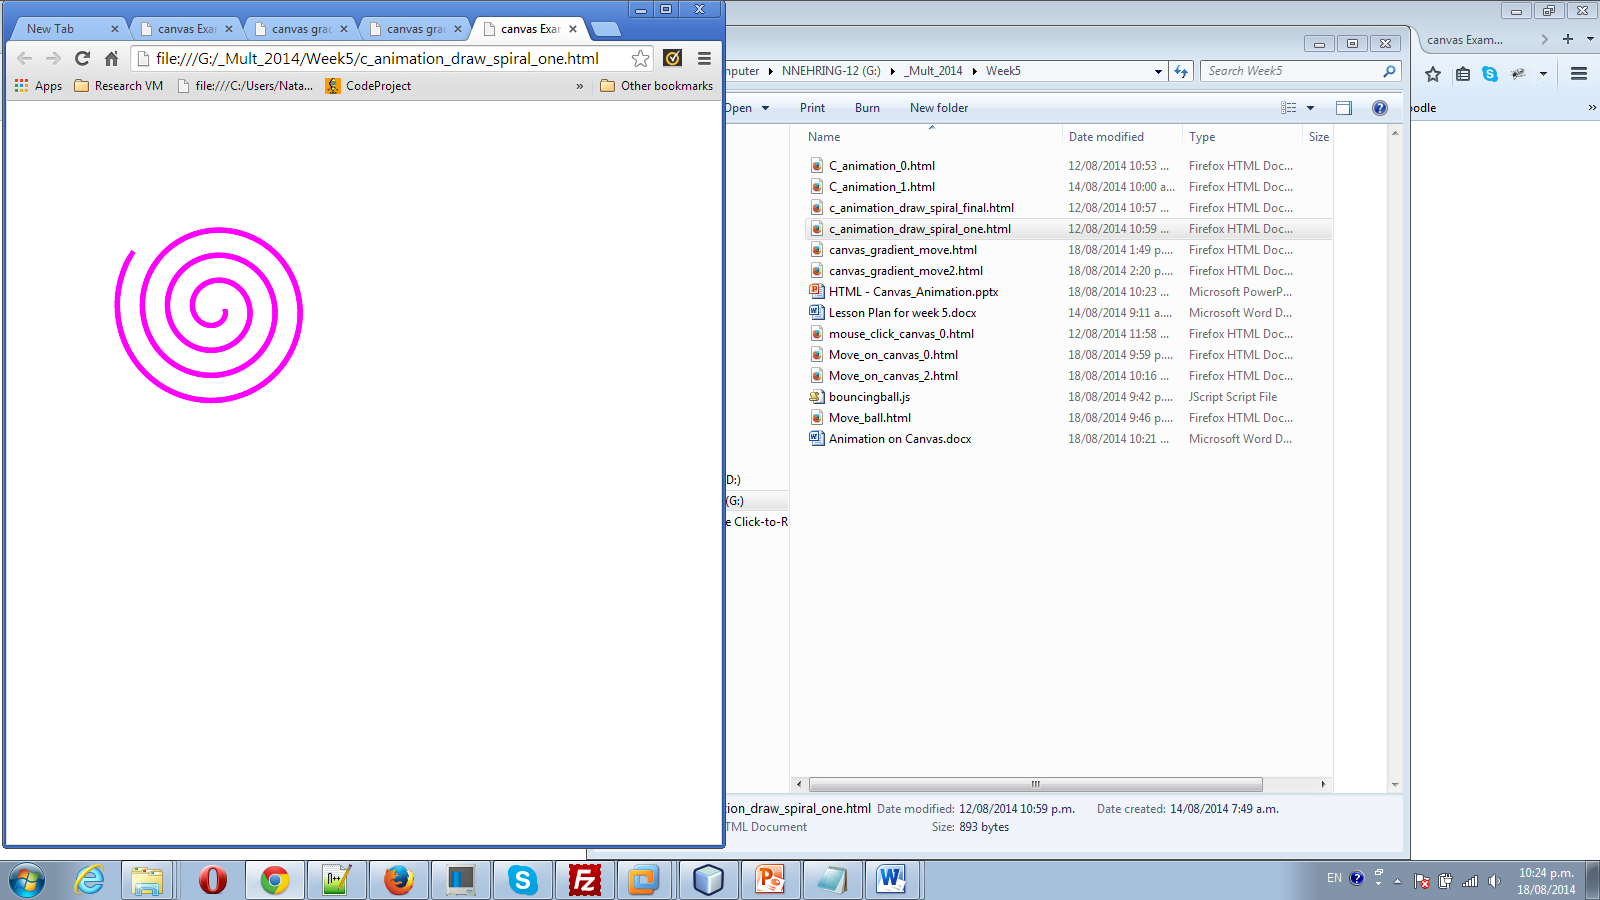 New Tab
canvas Exar
canvas grac
canvas grac
canvas Exar
file:///G:/_Mult_2014/Week5/c_animation_draw_spiral_one.html
Apps
Research VM
file:///C:/Users/Nata...
CodeProject
»
Other bookmarks
canvas Exam...
mputer
NNEHRING-12 (G:)
_Mult_2014
Week5
Search Week5
Open
Print
Burn
New folder
oodle
»
Name
Date modified
Type
Size
C_animation_0.html 12/08/2014 10:53 ... Firefox HTML Doc...
C_animation_1.html 14/08/2014 10:00 a... Firefox HTML Doc...
c_animation_draw_spiral_final.html 12/08/2014 10:57 ... Firefox HTML Doc...
c_animation_draw_spiral_one.html 12/08/2014 10:59 ... Firefox HTML Doc...
canvas_gradient_move.html 18/08/2014 1:49 p... Firefox HTML Doc...
canvas_gradient_move2.html 18/08/2014 2:20 p... Firefox HTML Doc...
HTML - Canvas_Animation.pptx 18/08/2014 10:23 ... Microsoft PowerP...
Lesson Plan for week 5.docx 14/08/2014 9:11 a... Microsoft Word D...
mouse_click_canvas_0.html 12/08/2014 11:58 ... Firefox HTML Doc...
Move_on_canvas_0.html 18/08/2014 9:59 p... Firefox HTML Doc...
Move_on_canvas_2.html 18/08/2014 10:16 ... Firefox HTML Doc...
bouncingball.js 18/08/2014 9:42 p... JScript Script File
Move_ball.html 18/08/2014 9:46 p... Firefox HTML Doc...
Animation on Canvas.docx 18/08/2014 10:21 ... Microsoft Word D...
D:)
(G:)
e Click-to-R
tion_draw_spiral_one.html Date modified: 12/08/2014 10:59 p.m. Date created: 14/08/2014 7:49 a.m.
TML Document Size: 893 bytes
EN
10:24 p.m.
18/08/2014